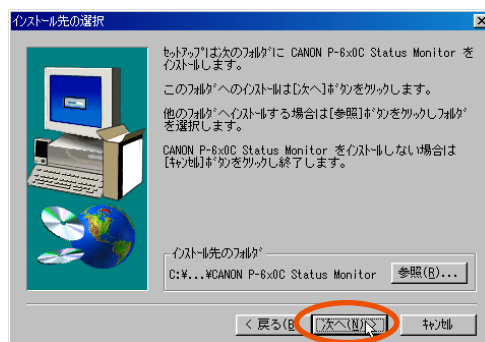 インストール先の選択
ｾｯﾄｱｯﾌﾟは次のﾌｫﾙﾀﾞに CANON P-6x0C Status Monitor を
ｲﾝｽﾄｰﾙします。
このﾌｫﾙﾀﾞへのｲﾝｽﾄｰﾙは[次へ]ﾎﾞﾀﾝをｸﾘｯｸします。
他のﾌｫﾙﾀﾞへｲﾝｽﾄｰﾙする場合は[参照]ﾎﾞﾀﾝをｸﾘｯｸしﾌｫﾙﾀﾞ
を選択します。
CANON P-6x0C Status Monitor をｲﾝｽﾄｰﾙしない場合は
[ｷｬﾝｾﾙ]ﾎﾞﾀﾝをｸﾘｯｸし終了します。
ｲﾝｽﾄｰﾙ先のﾌｫﾙﾀﾞ
C:¥...¥CANON P-6x0C Status Monitor 参照(R)...
< 戻る(B 次へ(N)> ｷｬﾝｾﾙ